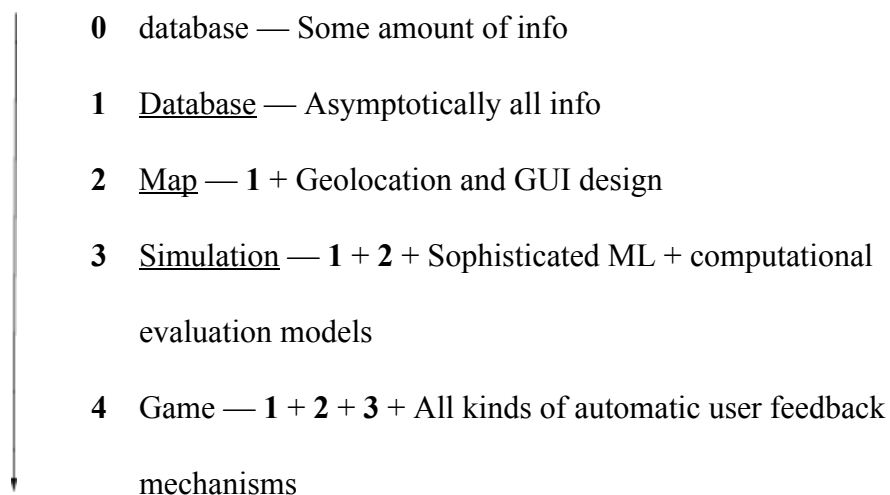 0 database — Some amount of info
1 Database — Asymptotically all info
2 Map — 1 + Geolocation and GUI design
3 Simulation — 1 + 2 + Sophisticated ML + computational
evaluation models
4 Game — 1 + 2 + 3 + All kinds of automatic user feedback
mechanisms